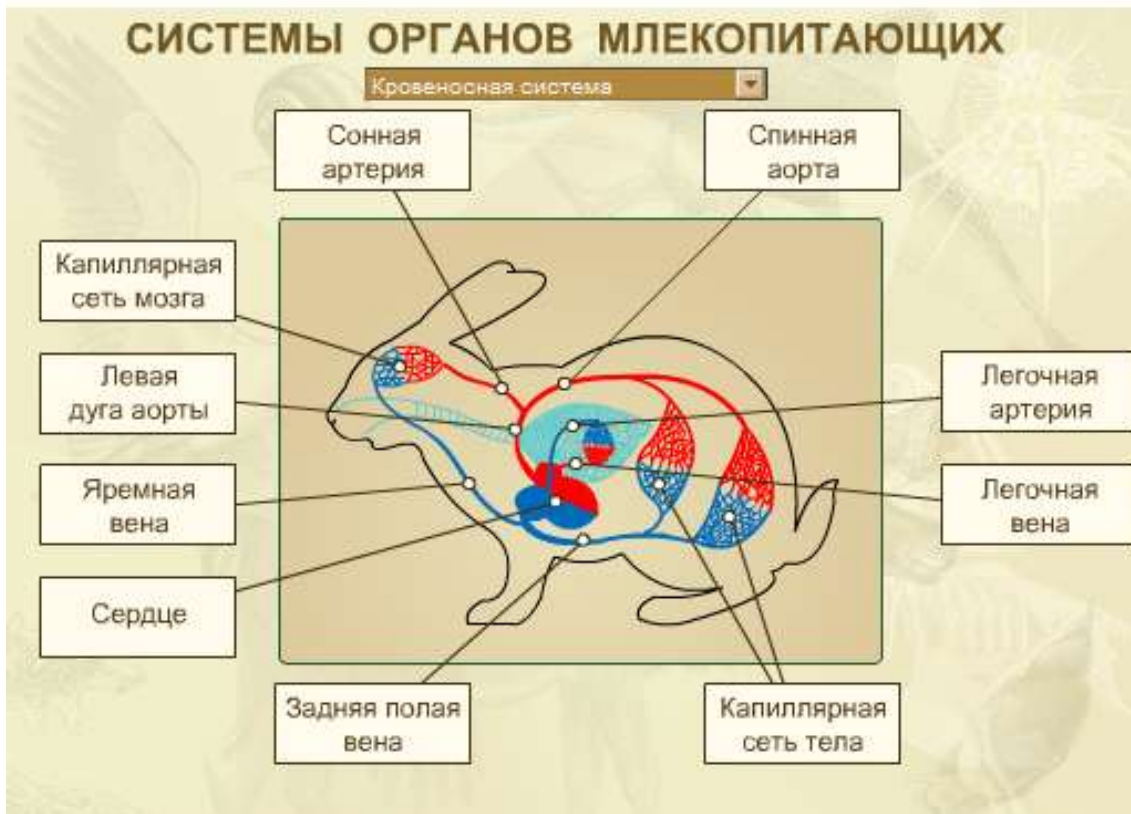 СИСТЕМЫ ОРГАНОВ МЛЕКОПИТАЮЩИХ
Кровеносная система
Сонная
артерия
Спинная
аорта
Капиллярная
сеть мозга
Левая
дуга аорты
Легочная
артерия
Яремная
вена
Легочная
вена
Сердце
Задняя полая
вена
Капиллярная
сеть тела